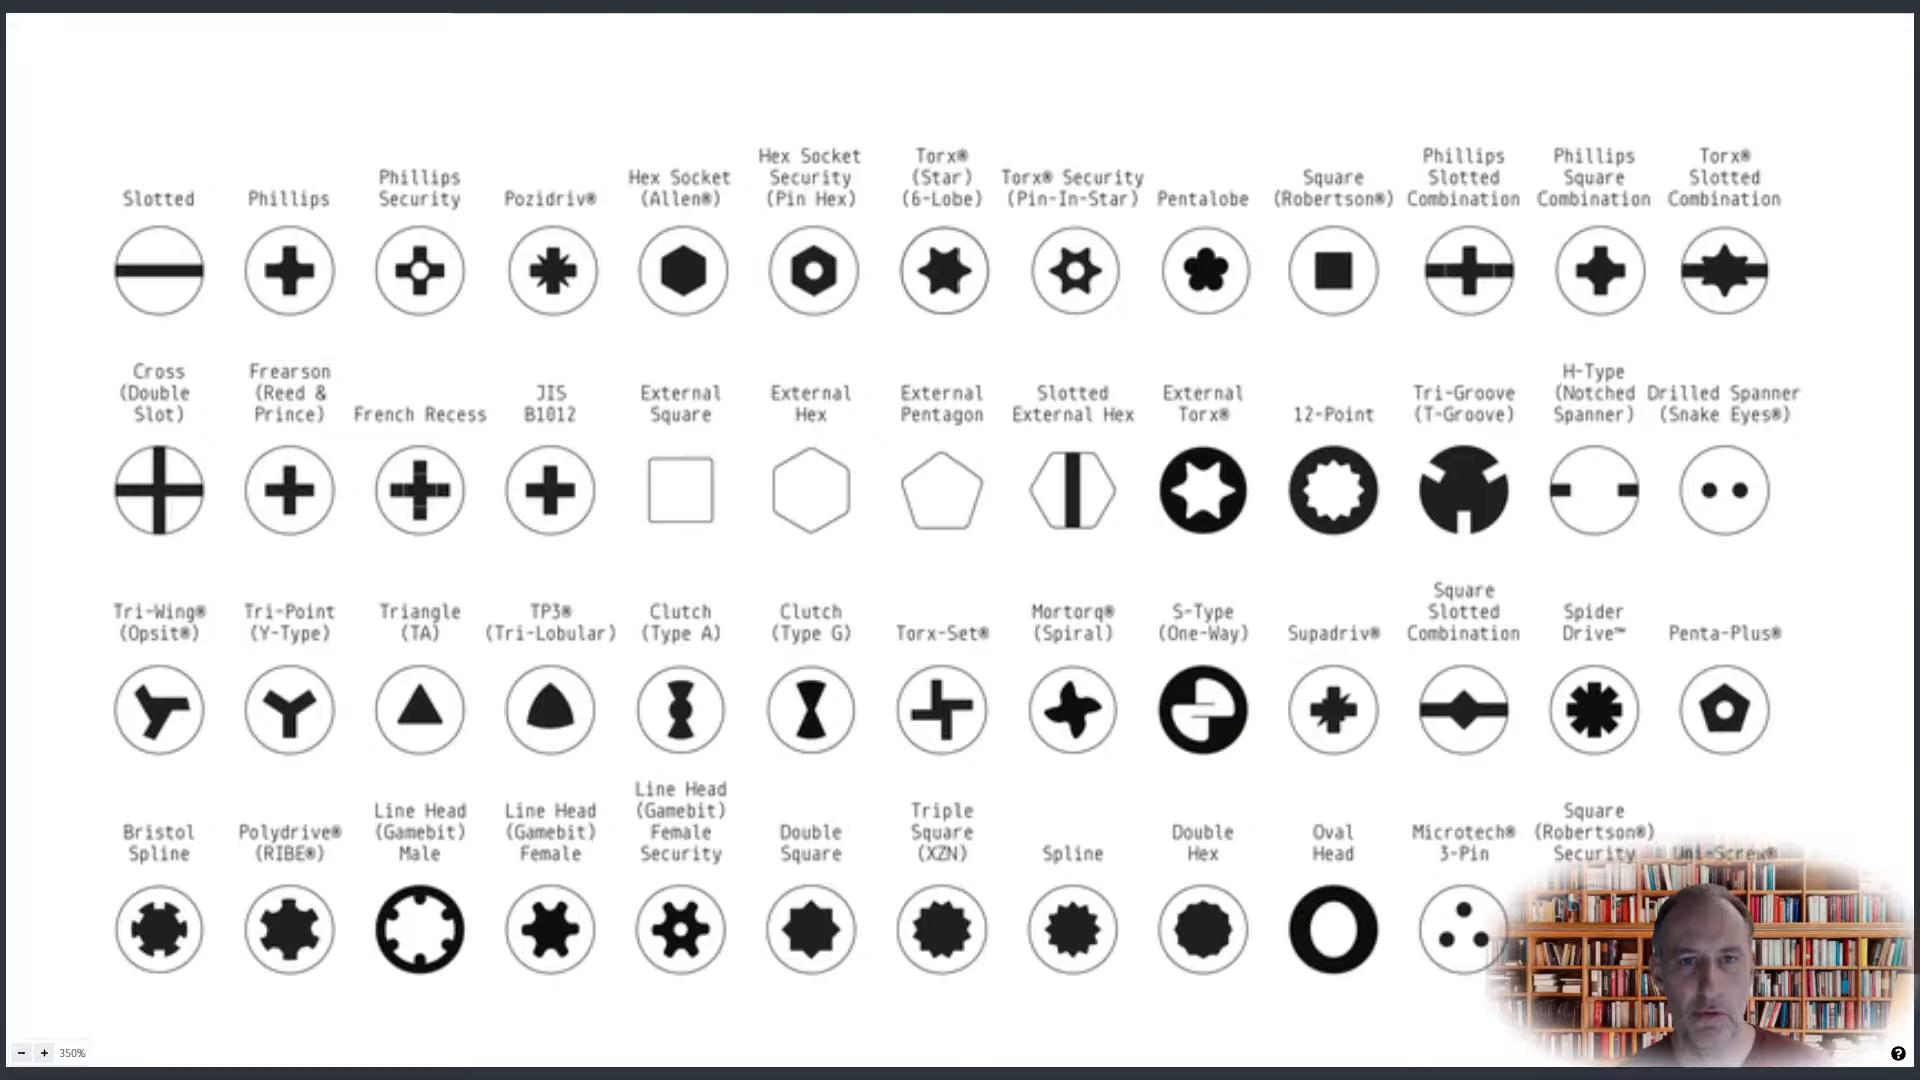 Slotted
Phillips
Phillips
Security
Pozidriv®
Hex Socket
(Allen®)
Hex Socket
Security
(Pin Hex)
Torx®
(Star)
(6-Lobe)
Torx® Security
(Pin-In-Star)
Pentalobe
Square
(Robertson®)
Phillips
Slotted
Combination
Phillips
Square
Combination
Torx®
Slotted
Combination
Cross
(Double
Slot)
Frearson
(Reed &
Prince)
French Recess
JIS
B1012
External
Square
External
Hex
External
Pentagon
Slotted
External Hex
External
Torx®
12-Point
Tri-Groove
(T-Groove)
H-Type
(Notched
Spanner)
Drilled Spanner
(Snake Eyes®)
Tri-Wing®
(Opsit®)
Tri-Point
(Y-Type)
Triangle
(TA)
TP3®
(Tri-Lobular)
Clutch
(Type A)
Clutch
(Type G)
Torx-Set®
Mortorq®
(Spiral)
S-Type
(One-Way)
Supadriv®
Square
Slotted
Combination
Spider
Drive™
Penta-Plus®
Bristol
Spline
Polydrive®
(RIBE®)
Line Head
(Gamebit)
Male
Line Head
(Gamebit)
Female
Line Head
(Gamebit)
Female
Security
Double
Square
Triple
Square
(XZN)
Spline
Double
Hex
Oval
Head
Microtech®
3-Pin
Square
(Robertson®)
Security
Uni-Screw®
− + 350%
?